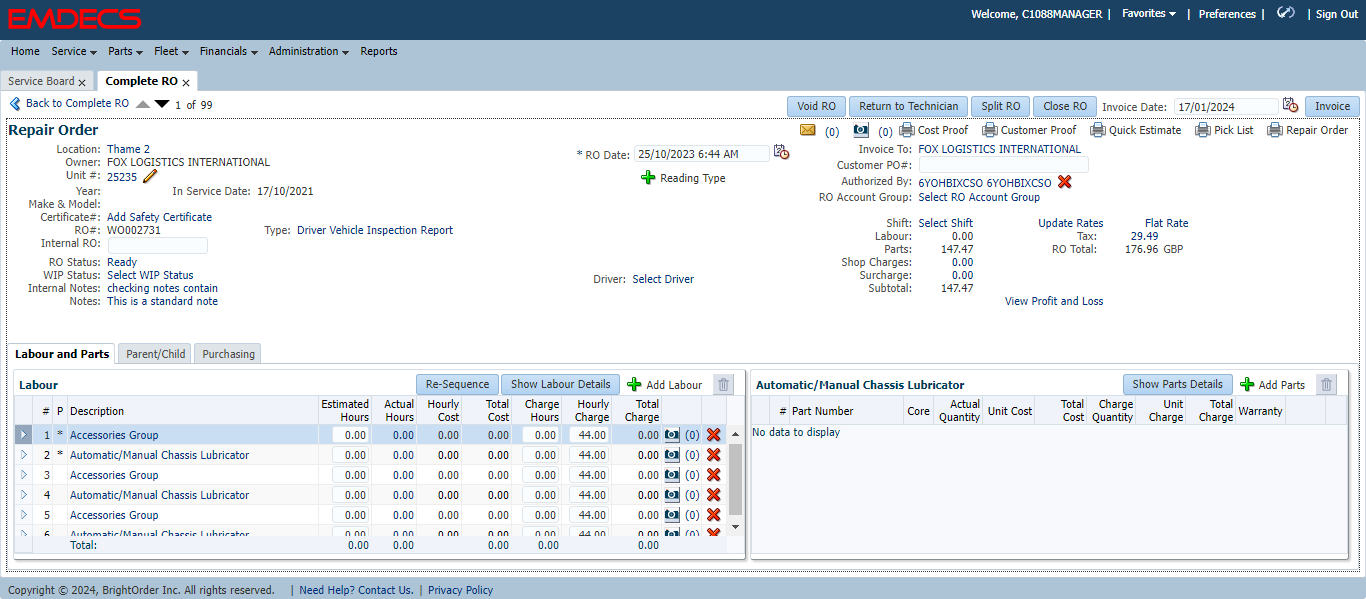 EMDECS
Welcome, C1088MANAGER | Favorites | Preferences | | Sign Out
Home Service Parts Fleet Financials Administration Reports
Service Board x Complete RO x
Back to Complete RO 1 of 99 Void RO Return to Technician Split RO Close RO Invoice Date: 17/01/2024 Invoice
Repair Order (0) (0) Cost Proof Customer Proof Quick Estimate Pick List Repair Order
Location: Thame 2 * RO Date: 25/10/2023 6:44 AM Invoice To: FOX LOGISTICS INTERNATIONAL
Owner: FOX LOGISTICS INTERNATIONAL Customer PO#:
Unit #: 25235 Reading Type Authorized By: 6YOHBIXCSO 6YOHBIXCSO
Year: In Service Date: 17/10/2021 RO Account Group: Select RO Account Group
Make & Model:
Certificate#: Add Safety Certificate Shift: Select Shift Update Rates Flat Rate
RO#: WO002731 Type: Driver Vehicle Inspection Report Labour: 0.00 Tax: 29.49
Internal RO: Parts: 147.47 RO Total: 176.96 GBP
RO Status: Ready Shop Charges: 0.00
WIP Status: Select WIP Status Driver: Select Driver Surcharge: 0.00
Internal Notes: checking notes contain Subtotal: 147.47
Notes: This is a standard note View Profit and Loss
Labour and Parts Parent/Child Purchasing
Labour Re-Sequence Show Labour Details Add Labour
# P Description Estimated Hours Actual Hours Hourly Cost Total Cost Charge Hours Hourly Charge Total Charge
1 * Accessories Group 0.00 0.00 0.00 0.00 0.00 44.00 0.00 (0)
2 * Automatic/Manual Chassis Lubricator 0.00 0.00 0.00 0.00 0.00 44.00 0.00 (0)
3 Accessories Group 0.00 0.00 0.00 0.00 0.00 44.00 0.00 (0)
4 Automatic/Manual Chassis Lubricator 0.00 0.00 0.00 0.00 0.00 44.00 0.00 (0)
5 Accessories Group 0.00 0.00 0.00 0.00 0.00 44.00 0.00 (0)
6 Automatic/Manual Chassis Lubricator 0.00 0.00 0.00 0.00 0.00 44.00 0.00 (0)
Total: 0.00 0.00 0.00 0.00 0.00
Automatic/Manual Chassis Lubricator Show Parts Details Add Parts
# Part Number Core Actual Quantity Unit Cost Total Cost Charge Quantity Unit Charge Total Charge Warranty
No data to display
Copyright © 2024, BrightOrder Inc. All rights reserved. | Need Help? Contact Us. | Privacy Policy